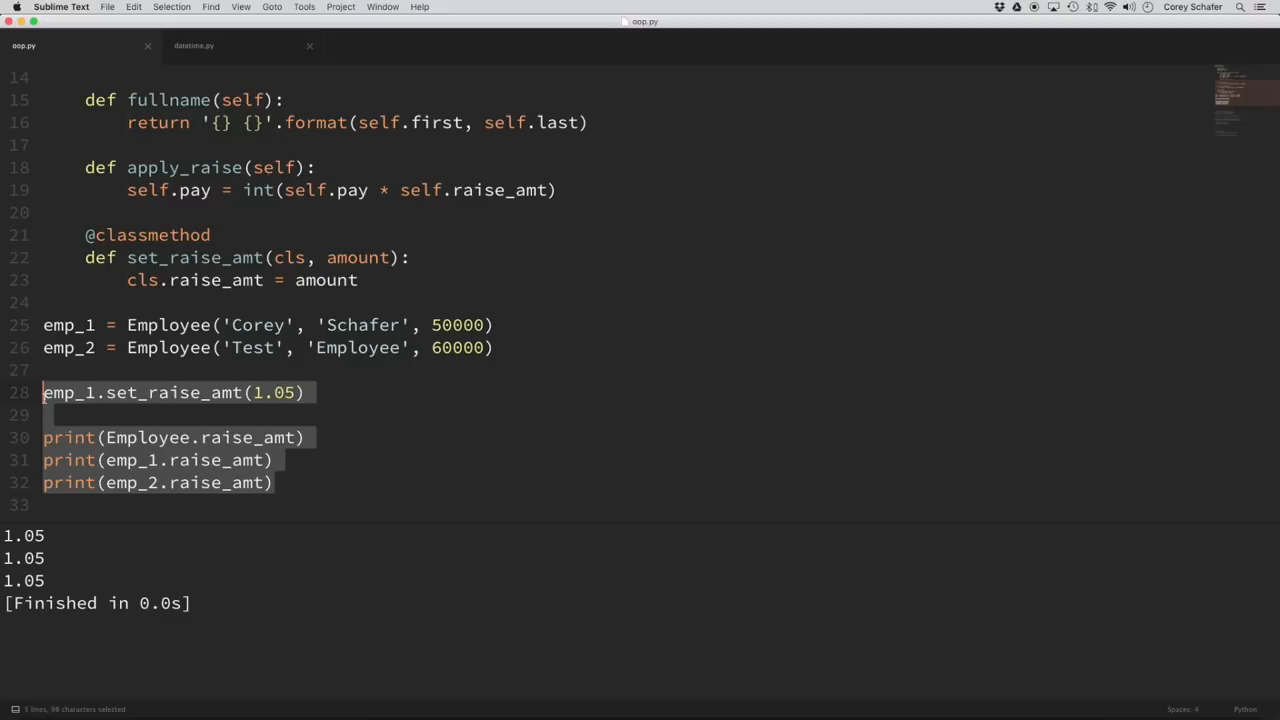 Sublime Text File Edit Selection Find View Goto Tools Project Window Help Corey Schafer
oop.py
oop.py datetime.py
14
15 def fullname(self):
16 return '{} {}'.format(self.first, self.last)
17
18 def apply_raise(self):
19 self.pay = int(self.pay * self.raise_amt)
20
21 @classmethod
22 def set_raise_amt(cls, amount):
23 cls.raise_amt = amount
24
25 emp_1 = Employee('Corey', 'Schafer', 50000)
26 emp_2 = Employee('Test', 'Employee', 60000)
27
28 emp_1.set_raise_amt(1.05)
29
30 print(Employee.raise_amt)
31 print(emp_1.raise_amt)
32 print(emp_2.raise_amt)
33
1.05
1.05
1.05
[Finished in 0.0s]
5 lines, 98 characters selected Spaces: 4 Python